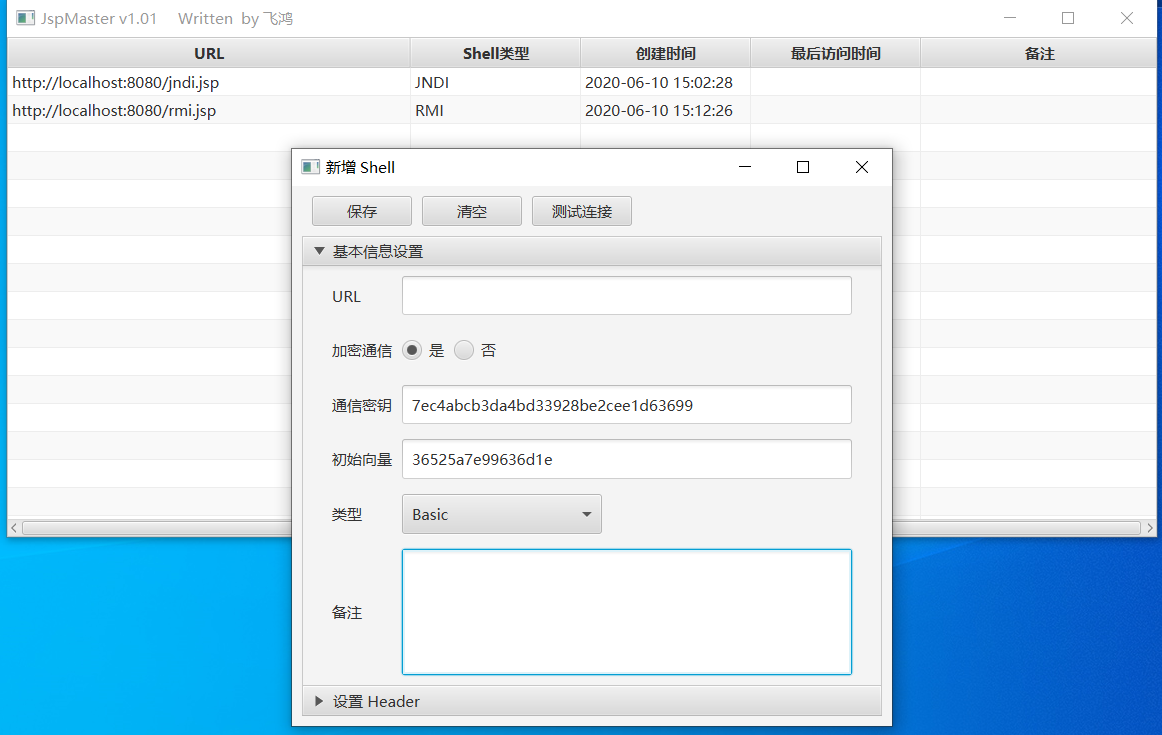 JspMaster v1.01 Written by 飞鸿
URL Shell类型 创建时间 最后访问时间 备注
http://localhost:8080/jndi.jsp JNDI 2020-06-10 15:02:28
http://localhost:8080/rmi.jsp RMI 2020-06-10 15:12:26
新增 Shell
保存 清空 测试连接
基本信息设置
URL
加密通信 是 否
通信密钥 7ec4abcb3da4bd33928be2cee1d63699
初始向量 36525a7e99636d1e
类型 Basic
备注
设置 Header